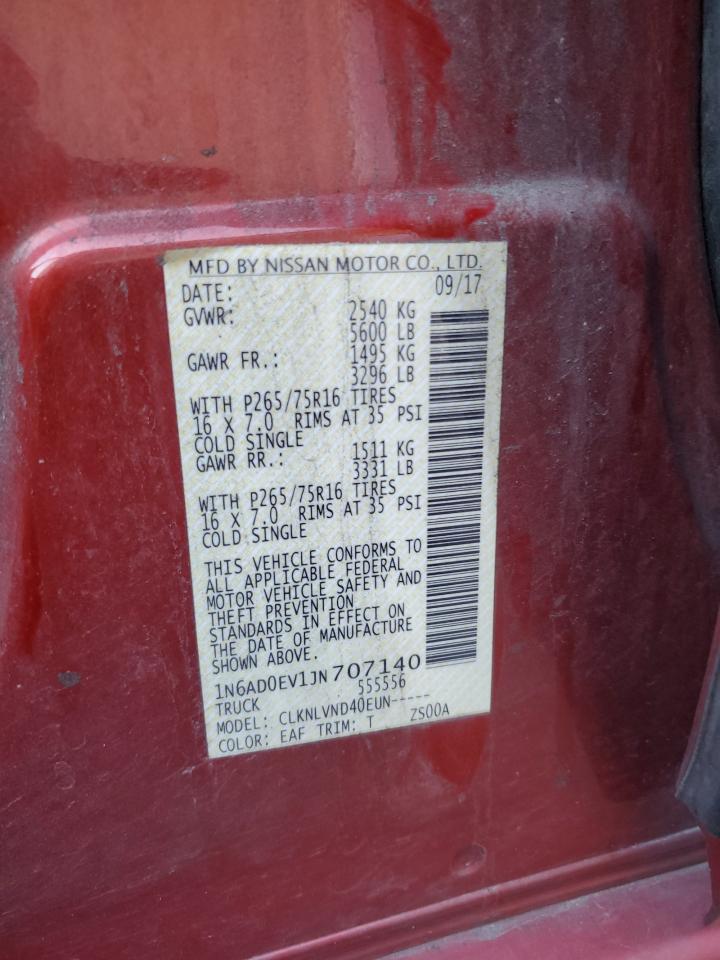 MFD BY NISSAN MOTOR CO., LTD.
DATE: 09/17
GVWR: 2540 KG
5600 LB
GAWR FR.: 1495 KG
3296 LB
WITH P265/75R16 TIRES
16 X 7.0 RIMS AT 35 PSI
COLD SINGLE
GAWR RR.: 1511 KG
3331 LB
WITH P265/75R16 TIRES
16 X 7.0 RIMS AT 35 PSI
COLD SINGLE
THIS VEHICLE CONFORMS TO
ALL APPLICABLE FEDERAL
MOTOR VEHICLE SAFETY AND
THEFT PREVENTION
STANDARDS IN EFFECT ON
THE DATE OF MANUFACTURE
SHOWN ABOVE.
1N6AD0EV1JN707140
TRUCK 555556
MODEL: CLKNLVND40EUN-----
COLOR: EAF TRIM: T ZS00A